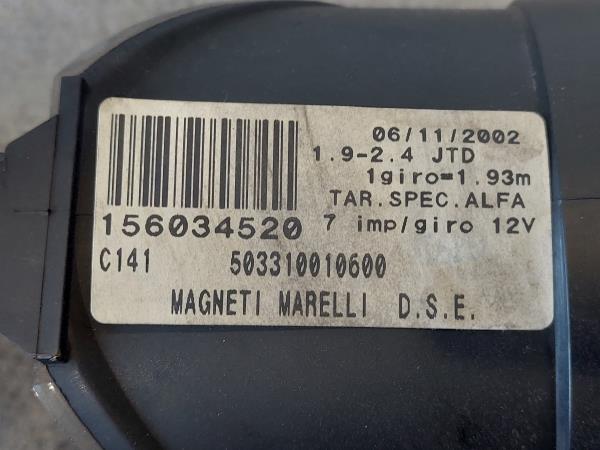 06/11/2002
1.9-2.4 JTD
1giro=1.93m
TAR.SPEC.ALFA
156034520 7 imp/giro 12V
C141 503310010600
MAGNETI MARELLI D.S.E.